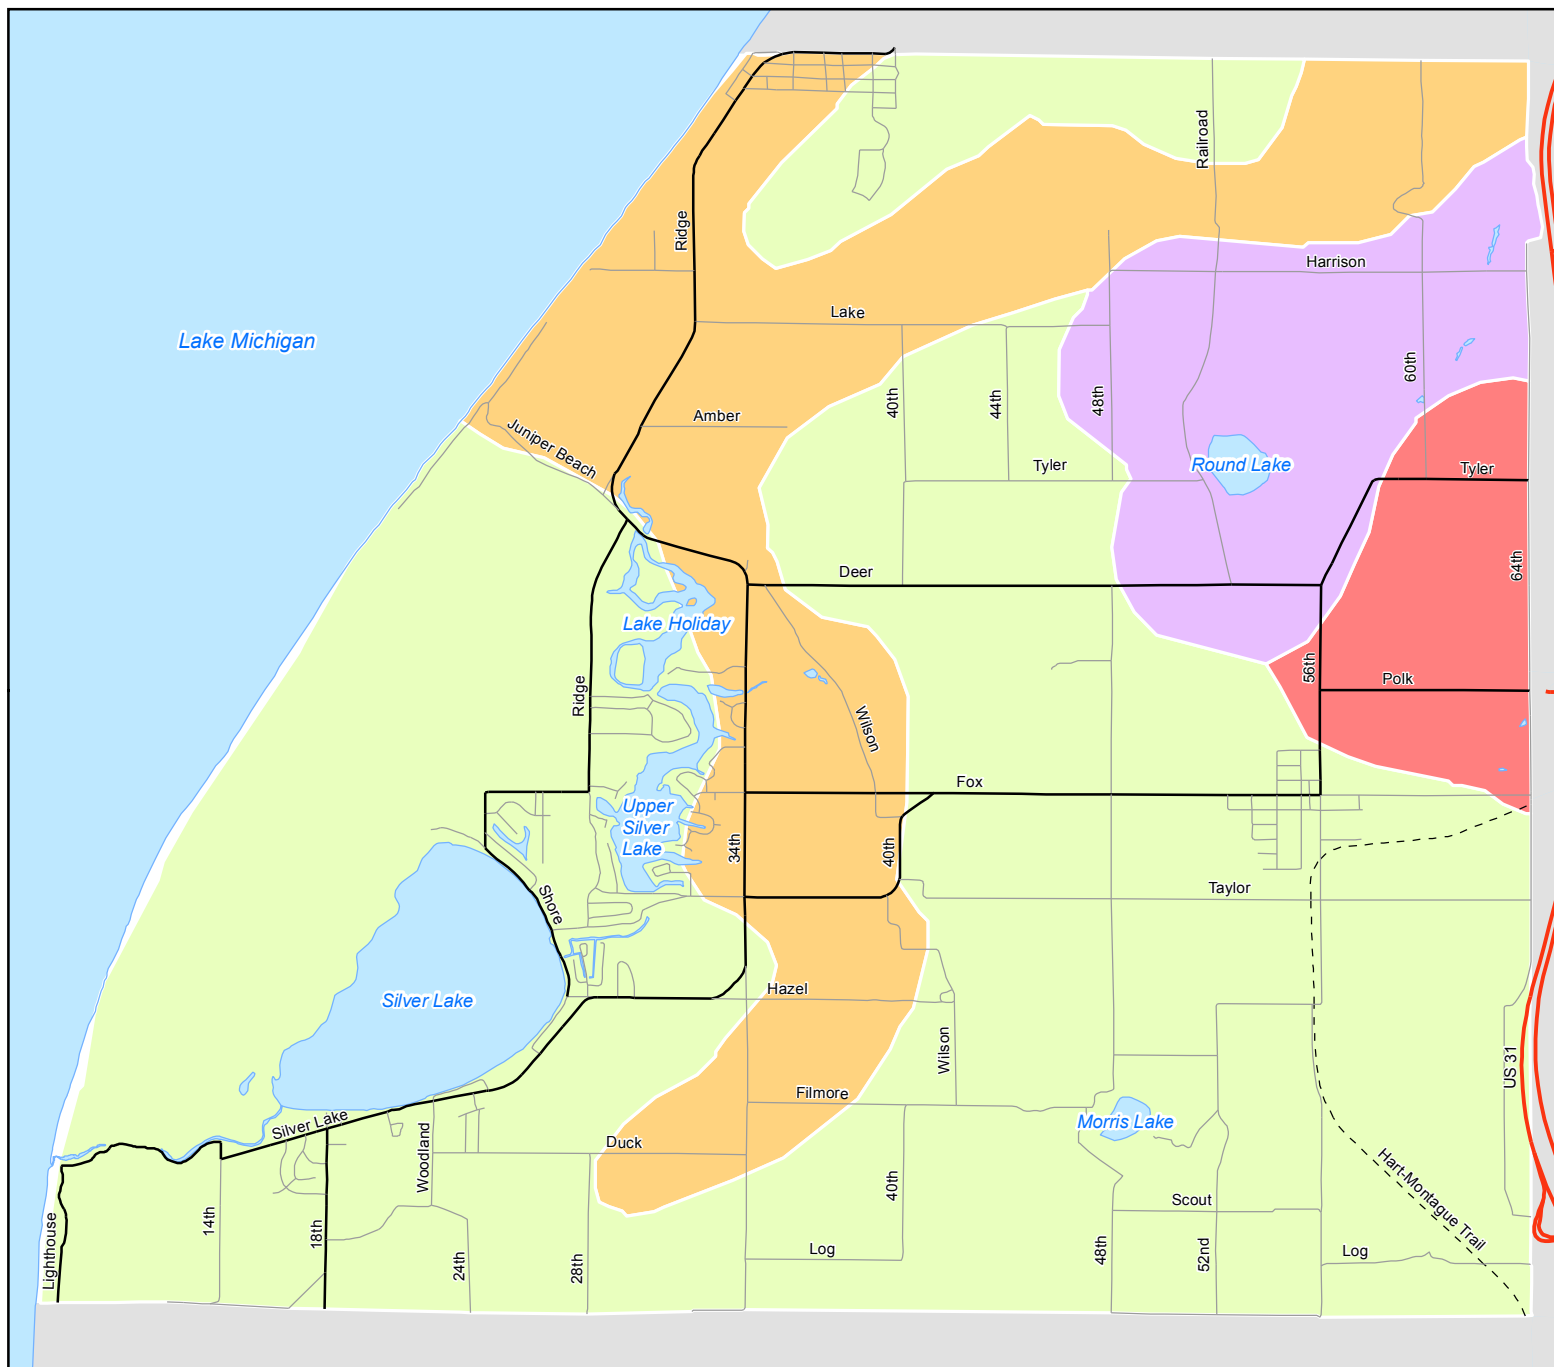 Railroad
Ridge
Harrison
Lake
Lake Michigan
60th
40th
44th
48th
Amber
Juniper Beach
Tyler
Round Lake
Tyler
64th
Deer
Lake Holiday
56th
Polk
Ridge
Wilson
Fox
Upper
Silver
Lake
34th
40th
Shore
Taylor
Hazel
Silver Lake
Wilson
US 31
Filmore
Silver Lake
Morris Lake
Duck
Woodland
Hart-Montague Trail
40th
Scout
14th
18th
Lighthouse
24th
28th
Log
48th
52nd
Log